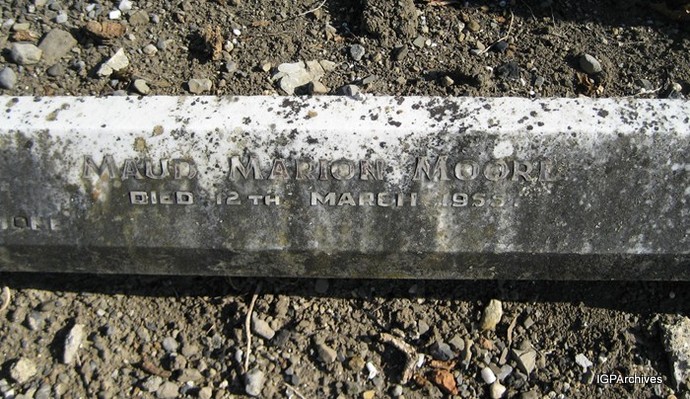 MAUD MARION MOORE
DIED 12TH MARCH 1955.
IGPArchives